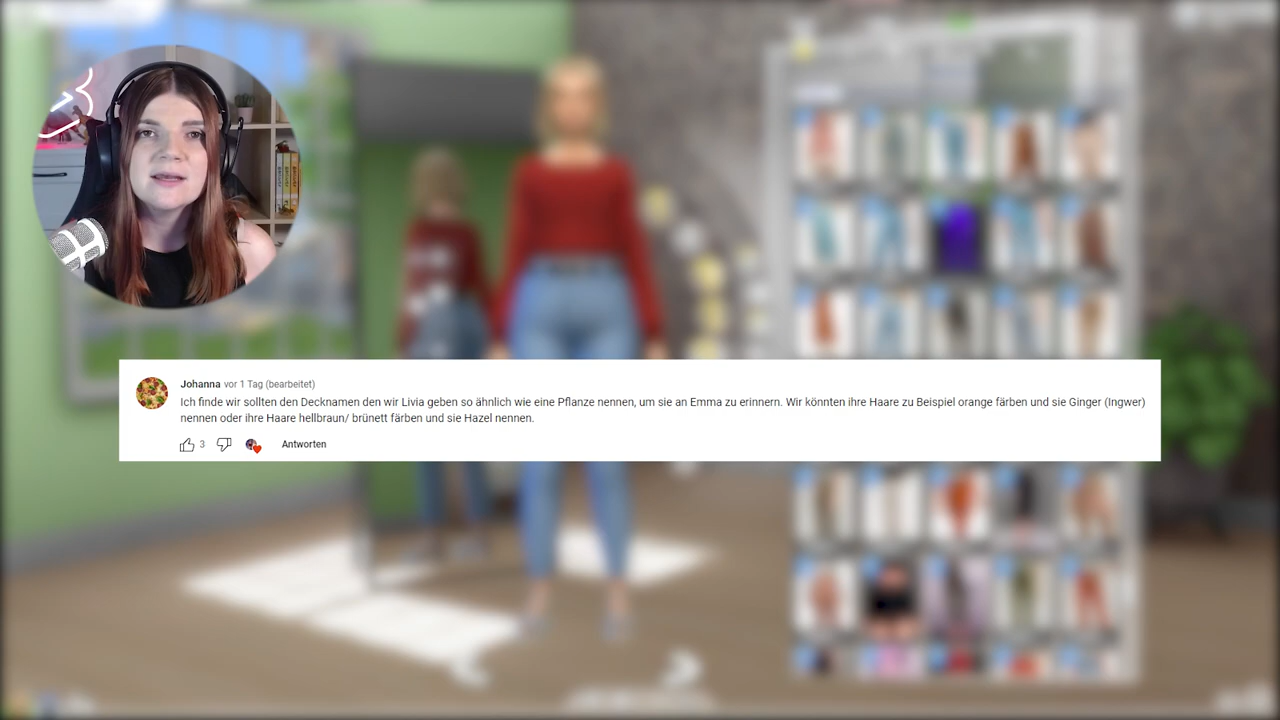 Johanna vor 1 Tag (bearbeitet)
Ich finde wir sollten den Decknamen den wir Livia geben so ähnlich wie eine Pflanze nennen, um sie an Emma zu erinnern. Wir könnten ihre Haare zu Beispiel orange färben und sie Ginger (Ingwer)
nennen oder ihre Haare hellbraun/ brünett färben und sie Hazel nennen.
3 Antworten